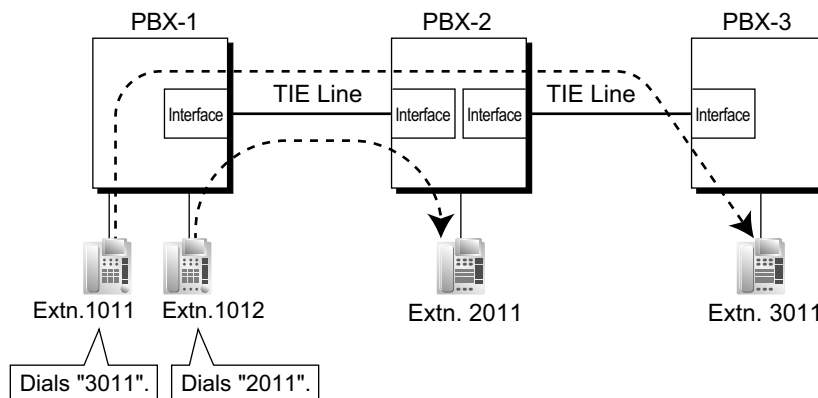 PBX-1
PBX-2
PBX-3
TIE Line
TIE Line
Interface
Interface
Interface
Interface
Extn.1011
Extn.1012
Extn. 2011
Extn. 3011
Dials "3011".
Dials "2011".